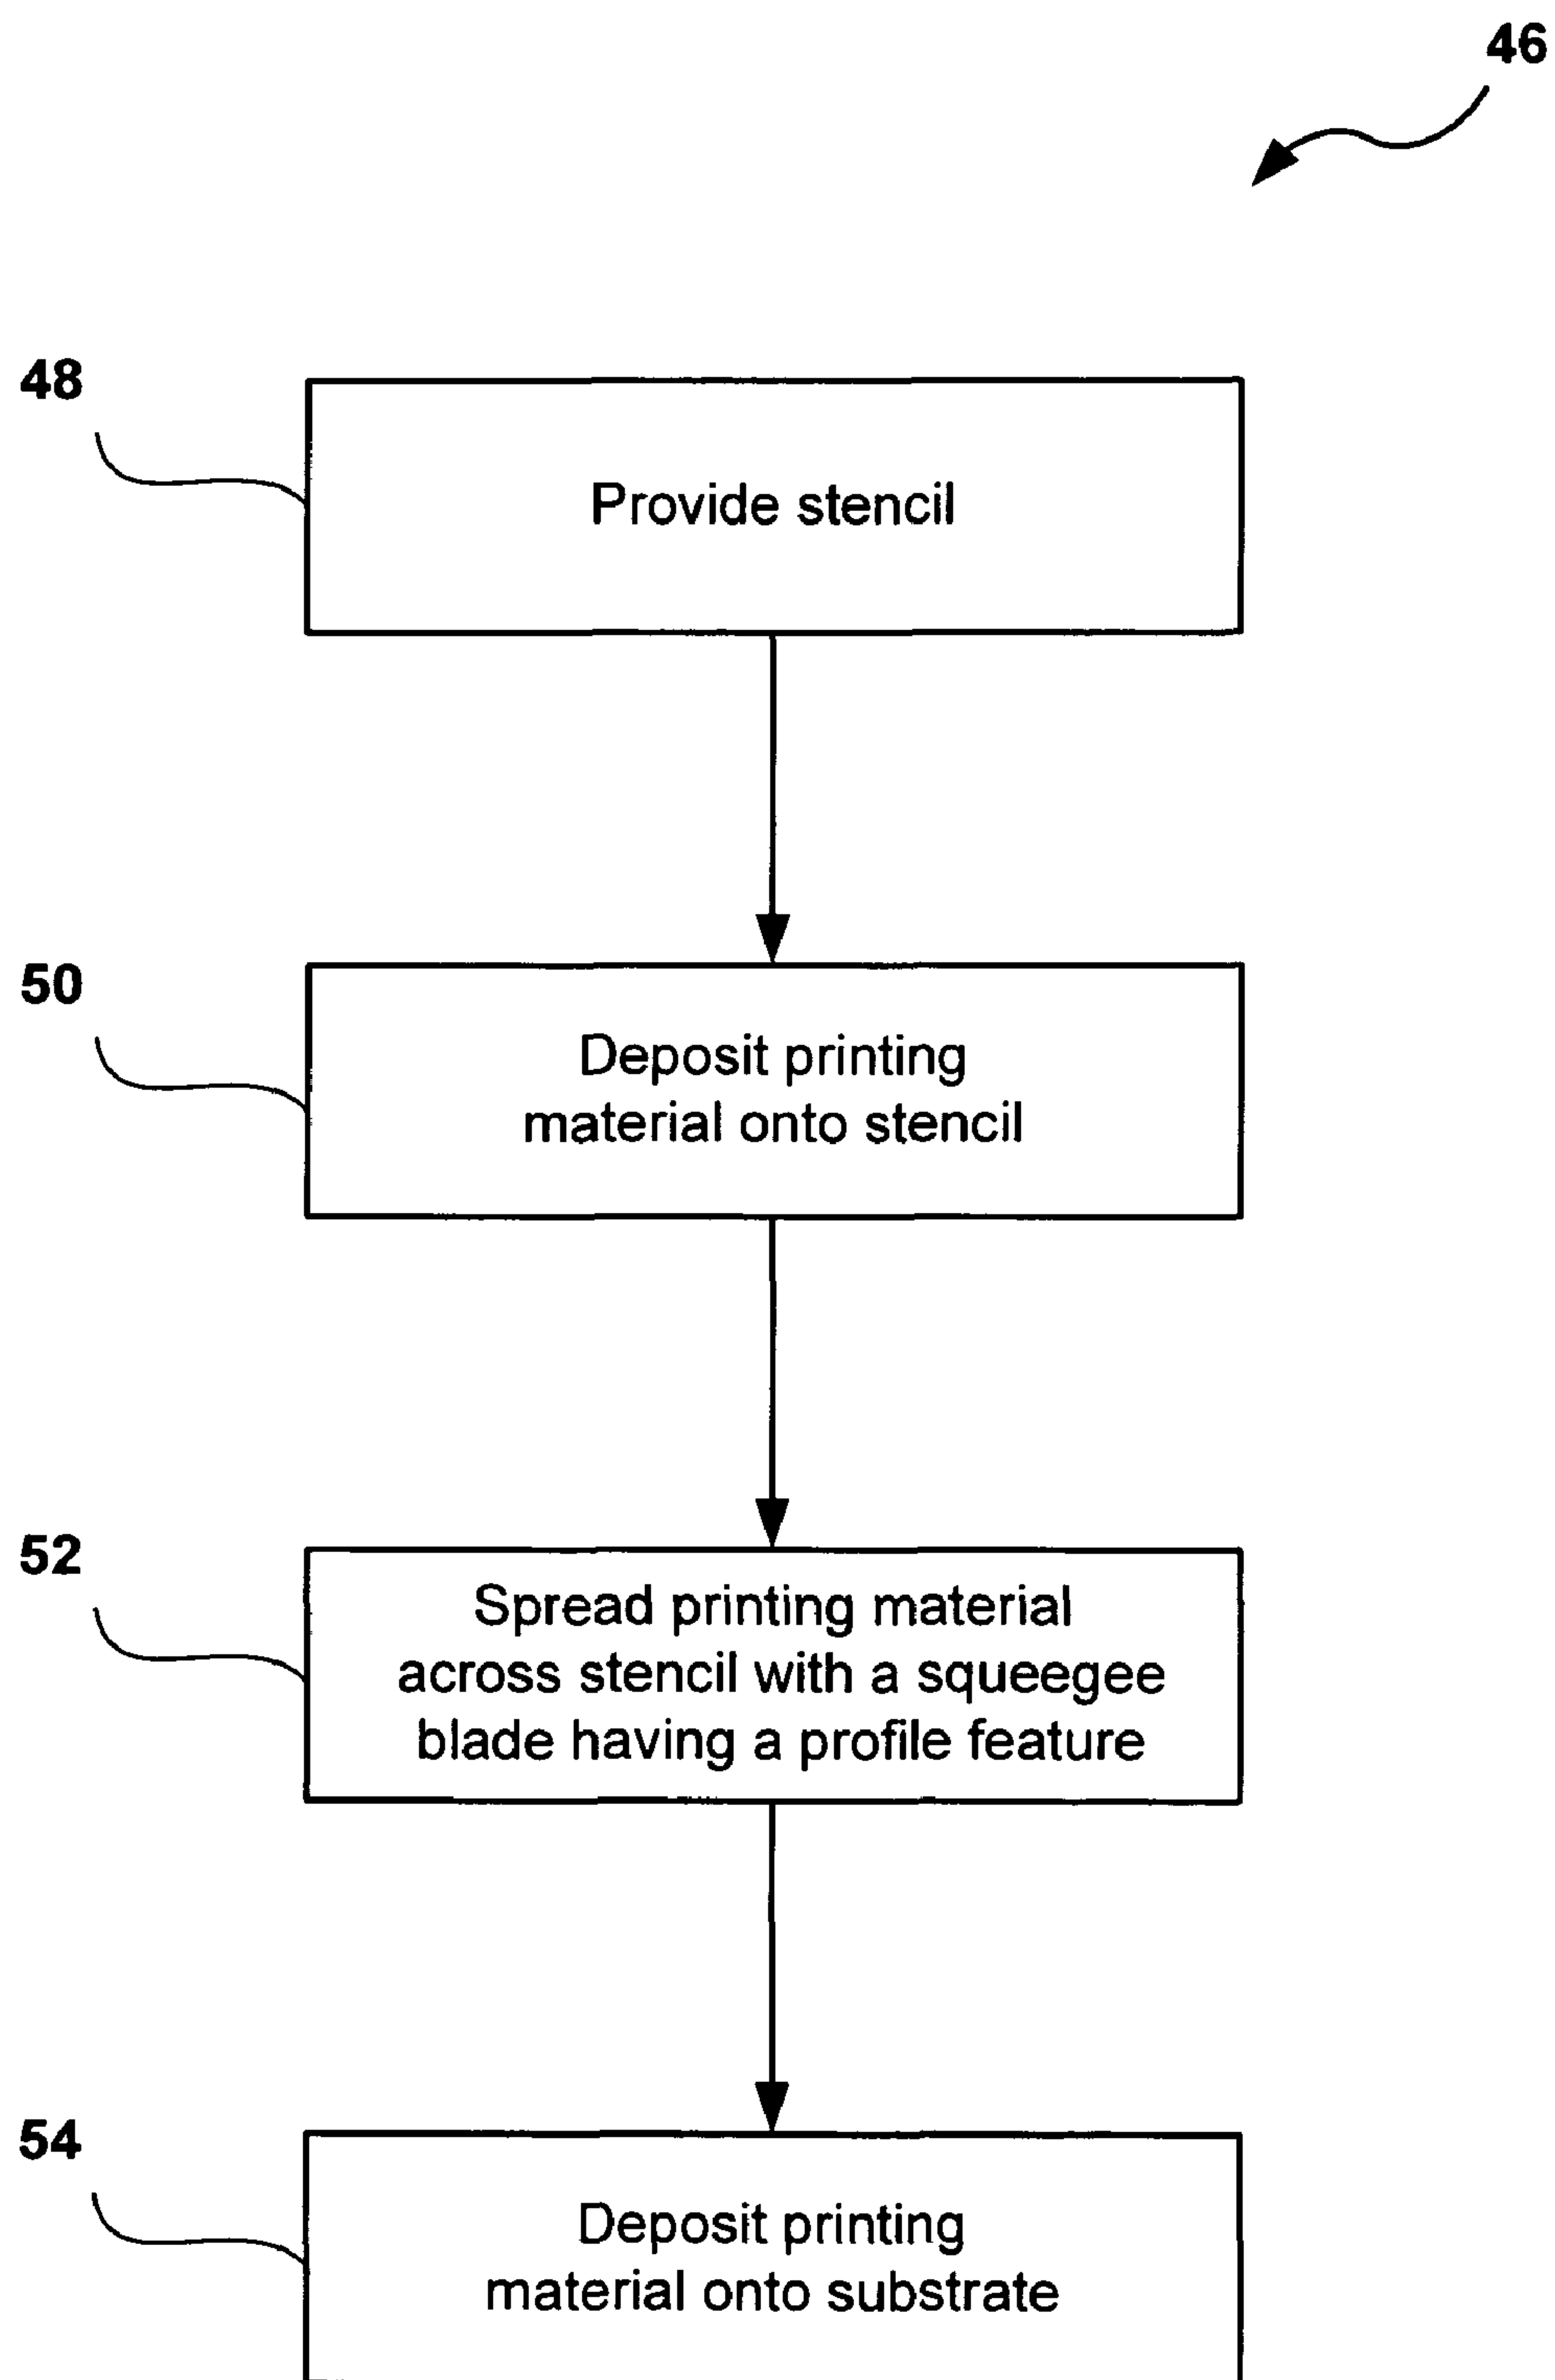 46
48
Provide stencil
50
Deposit printing
material onto stencil
52
Spread printing material
across stencil with a squeegee
blade having a profile feature
54
Deposit printing
material onto substrate